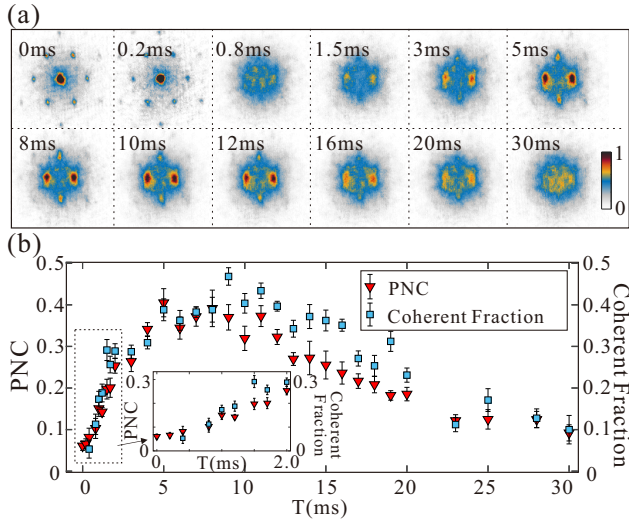 (a)
0ms 0.2ms 0.8ms 1.5ms 3ms 5ms
8ms 10ms 12ms 16ms 20ms 30ms
1
0
(b)
0.5 0.5
0.4 0.4
0.3 0.3
0.2 0.2
0.1 0.1
0 0
PNC
Coherent Fraction
PNC
Coherent Fraction
0.3 0.3
0 0
PNC
Coherent
Fraction
0 T(ms) 2.0
0 5 10 15 20 25 30
T(ms)